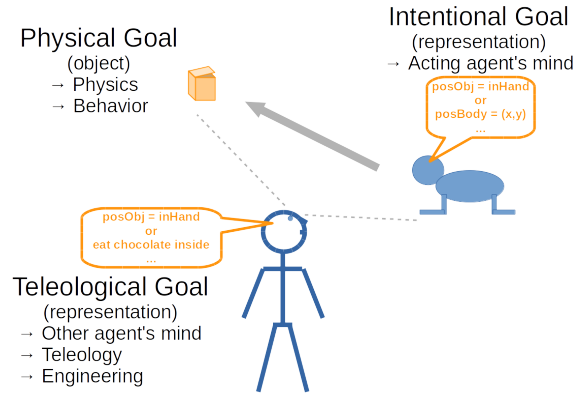 Physical Goal
(object)
→ Physics
→ Behavior
Intentional Goal
(representation)
→ Acting agent's mind
posObj = inHand
or
posBody = (x,y)
...
posObj = inHand
or
eat chocolate inside
...
Teleological Goal
(representation)
→ Other agent's mind
→ Teleology
→ Engineering